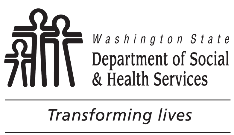 Washington State
Department of Social
& Health Services
Transforming lives